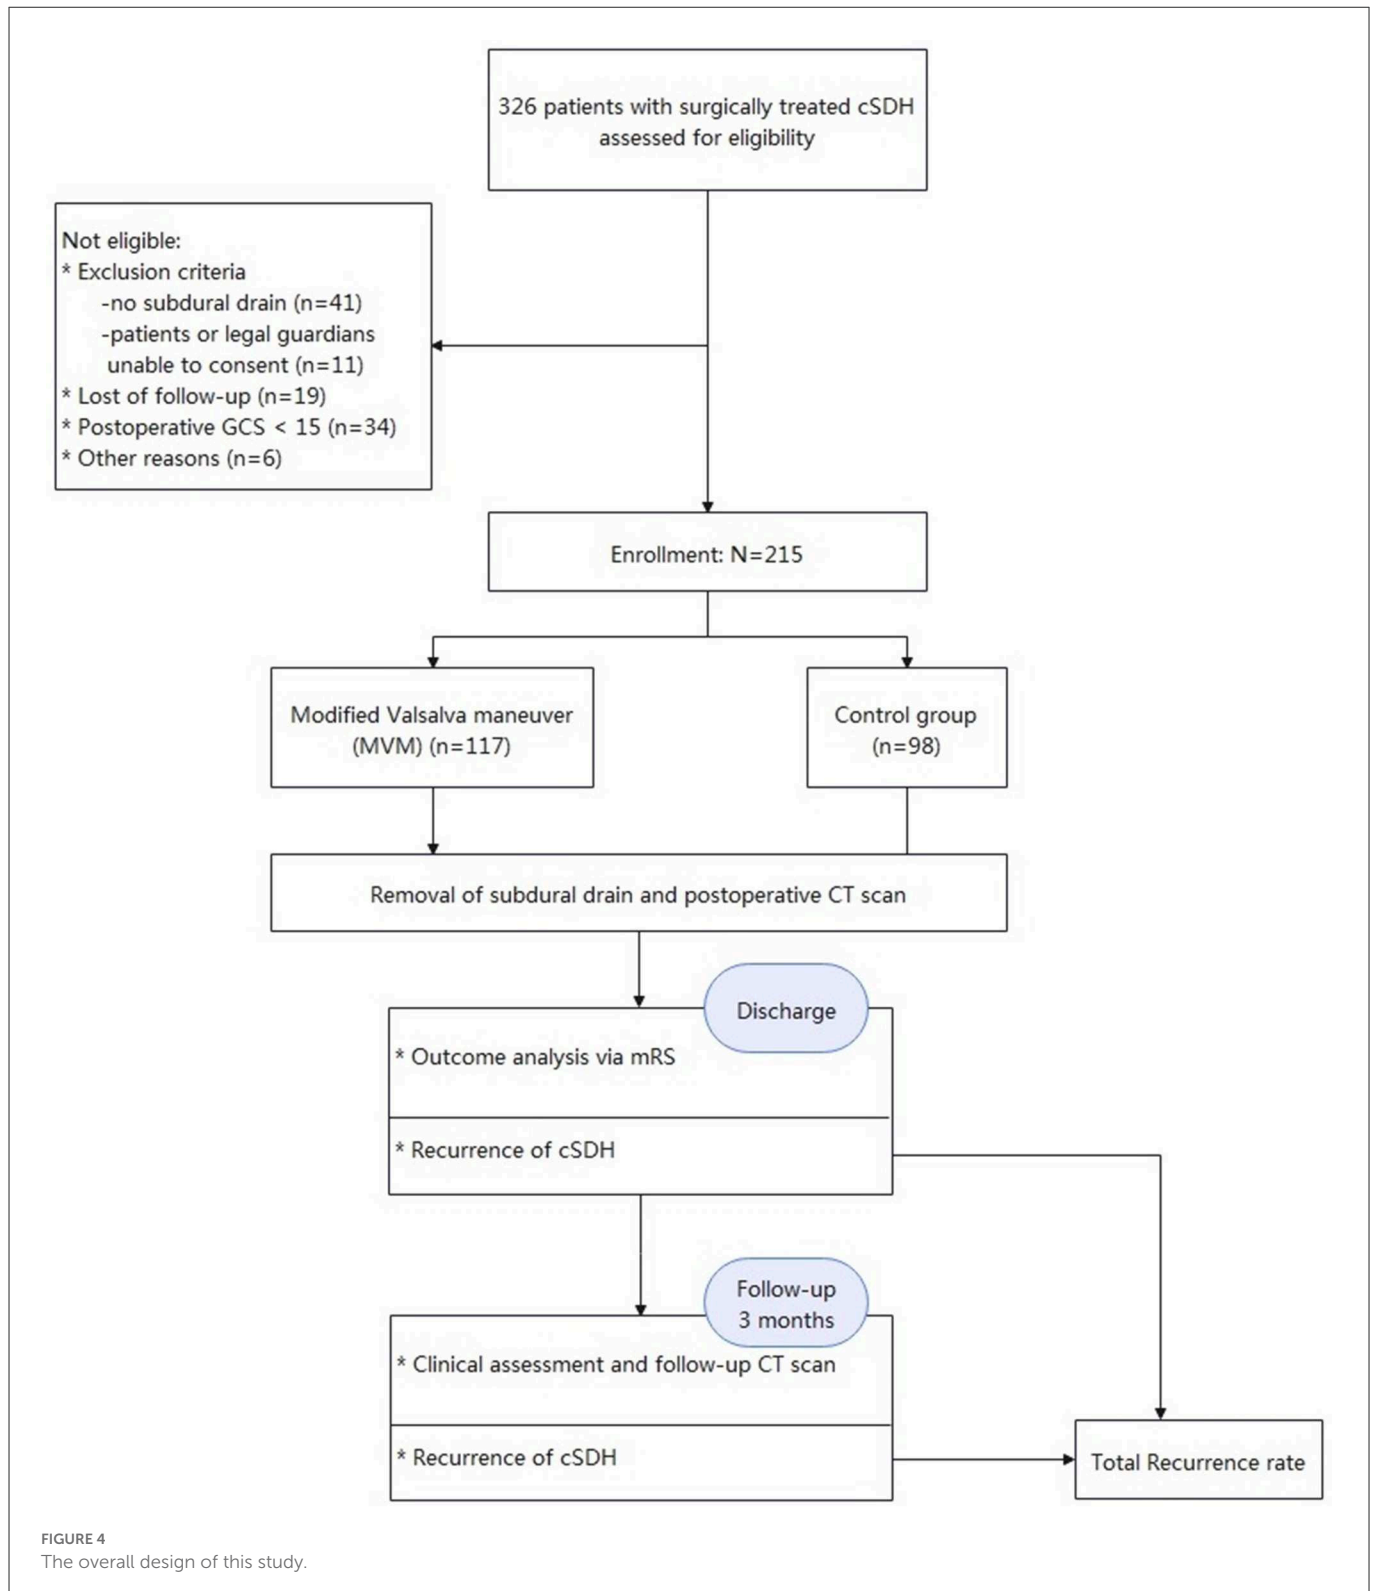 326 patients with surgically treated cSDH
assessed for eligibility
Not eligible:
* Exclusion criteria
-no subdural drain (n=41)
-patients or legal guardians
unable to consent (n=11)
* Lost of follow-up (n=19)
* Postoperative GCS < 15 (n=34)
* Other reasons (n=6)
Enrollment: N=215
Modified Valsalva maneuver
(MVM) (n=117)
Control group
(n=98)
Removal of subdural drain and postoperative CT scan
Discharge
* Outcome analysis via mRS
* Recurrence of cSDH
Follow-up
3 months
* Clinical assessment and follow-up CT scan
* Recurrence of cSDH
Total Recurrence rate
FIGURE 4
The overall design of this study.